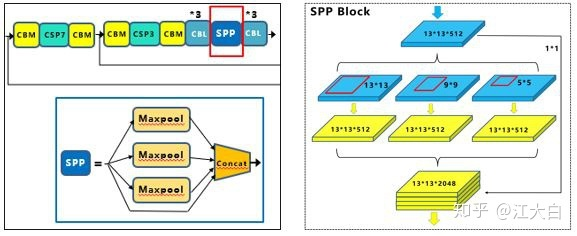 *3
*3
CBM
CSP7
CBM
CBM
CSP3
CBM
CBL
SPP
CBL
SPP
=
Maxpool
Maxpool
Maxpool
Concat
SPP Block
13*13*512
1*1
13*13
9*9
5*5
13*13*512
13*13*512
13*13*512
13*13*2048
知乎 @江大白